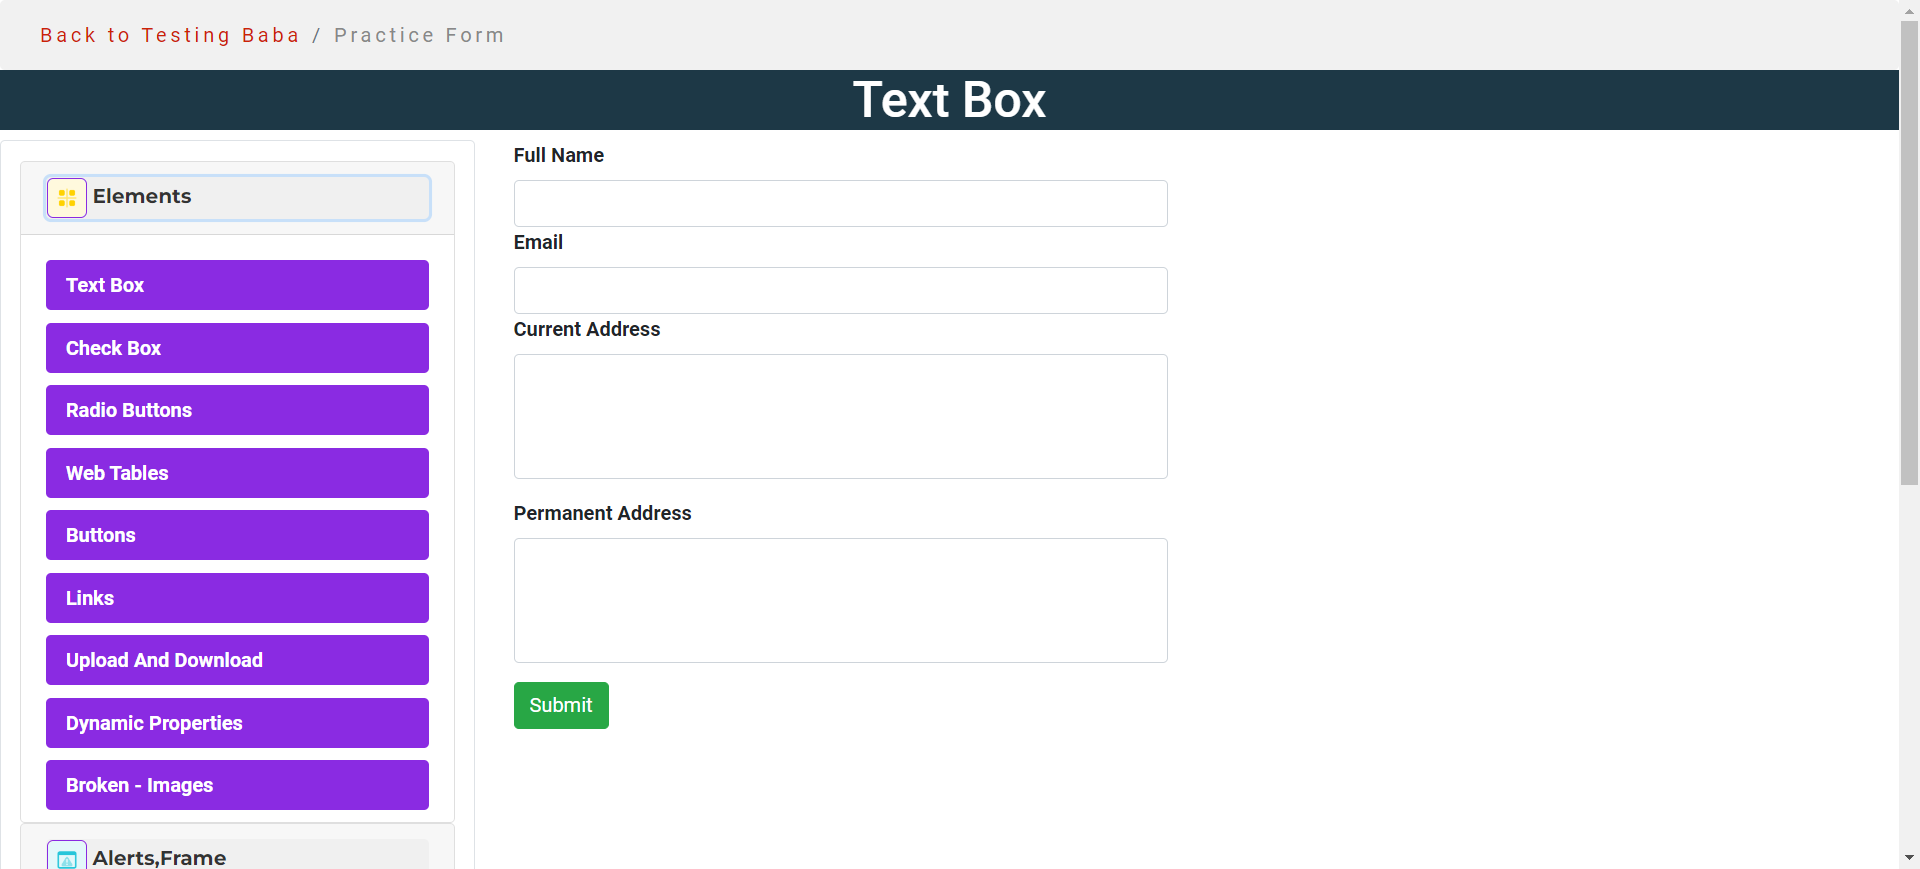 Back to Testing Baba / Practice Form
Text Box
Elements
Text Box
Check Box
Radio Buttons
Web Tables
Buttons
Links
Upload And Download
Dynamic Properties
Broken - Images
Alerts,Frame
Full Name
Email
Current Address
Permanent Address
Submit